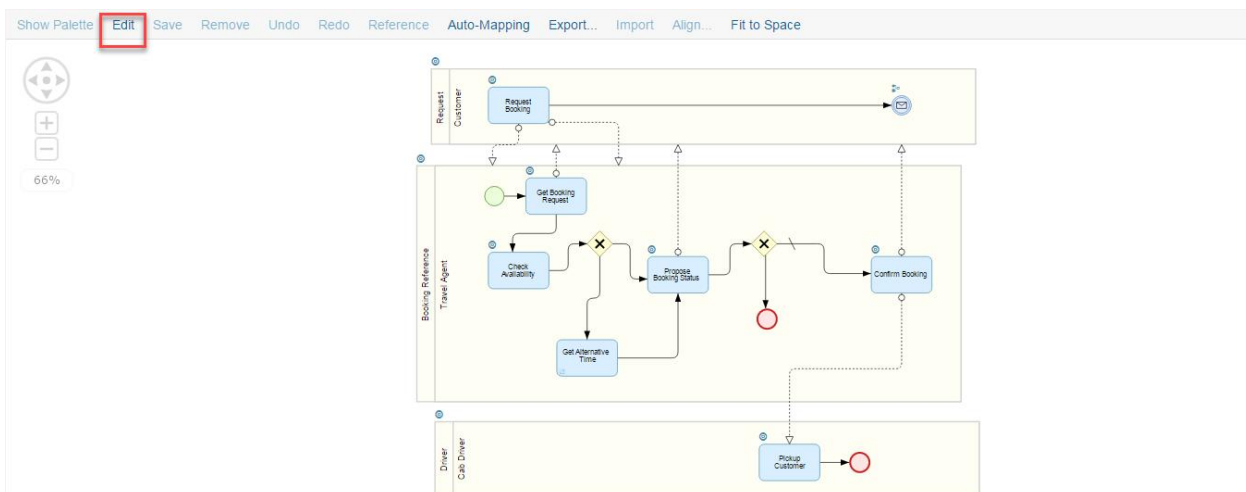 Show Palette Edit Save Remove Undo Redo Reference Auto-Mapping Export... Import Align... Fit to Space
66%
Request
Customer
Request
Booking
Booking Reference
Travel Agent
Get Booking
Request
Check
Availability
Propose
Booking Status
Confirm Booking
Get Alternative
Time
Driver
Cab Driver
Pickup
Customer